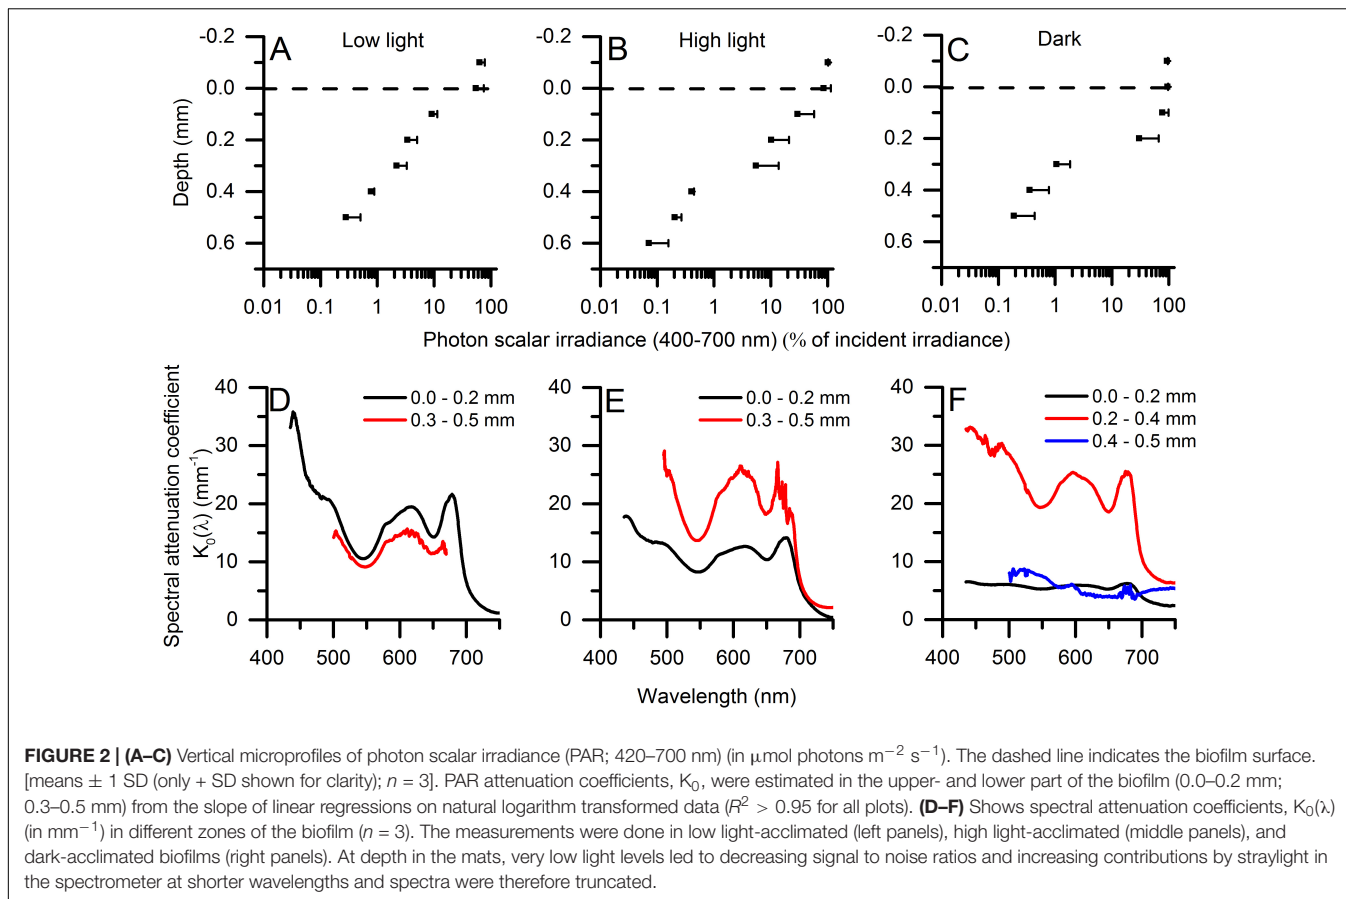 A Low light
B High light
C Dark
-0.2
0.0
0.2
0.4
0.6
Depth (mm)
0.01 0.1 1 10 100
-0.2
0.0
0.2
0.4
0.6
0.01 0.1 1 10 100
-0.2
0.0
0.2
0.4
0.6
0.01 0.1 1 10 100
Photon scalar irradiance (400-700 nm) (% of incident irradiance)
Spectral attenuation coefficient
K₀(λ) (mm⁻¹)
D
0.0 - 0.2 mm
0.3 - 0.5 mm
40
30
20
10
0
400 500 600 700
E
0.0 - 0.2 mm
0.3 - 0.5 mm
40
30
20
10
0
400 500 600 700
F
0.0 - 0.2 mm
0.2 - 0.4 mm
0.4 - 0.5 mm
40
30
20
10
0
400 500 600 700
Wavelength (nm)
FIGURE 2 | (A–C) Vertical microprofiles of photon scalar irradiance (PAR; 420–700 nm) (in μmol photons m⁻² s⁻¹). The dashed line indicates the biofilm surface.
[means ± 1 SD (only + SD shown for clarity); n = 3]. PAR attenuation coefficients, K₀, were estimated in the upper- and lower part of the biofilm (0.0–0.2 mm;
0.3–0.5 mm) from the slope of linear regressions on natural logarithm transformed data (R² > 0.95 for all plots). (D–F) Shows spectral attenuation coefficients, K₀(λ)
(in mm⁻¹) in different zones of the biofilm (n = 3). The measurements were done in low light-acclimated (left panels), high light-acclimated (middle panels), and
dark-acclimated biofilms (right panels). At depth in the mats, very low light levels led to decreasing signal to noise ratios and increasing contributions by straylight in
the spectrometer at shorter wavelengths and spectra were therefore truncated.